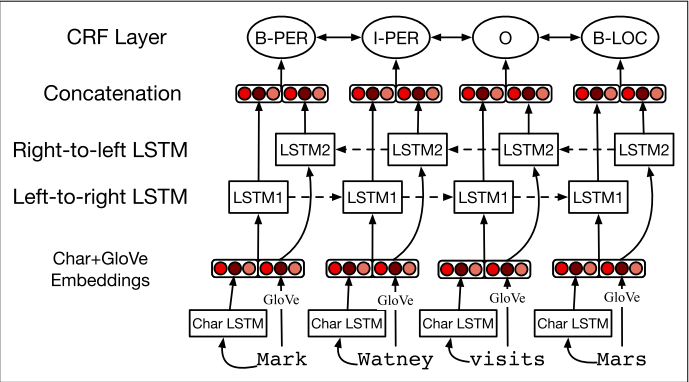 CRF Layer B-PER I-PER O B-LOC
Concatenation
Right-to-left LSTM LSTM2 LSTM2 LSTM2 LSTM2
Left-to-right LSTM LSTM1 LSTM1 LSTM1 LSTM1
Char+GloVe
Embeddings
GloVe GloVe GloVe GloVe
Char LSTM Char LSTM Char LSTM Char LSTM
Mark Watney visits Mars